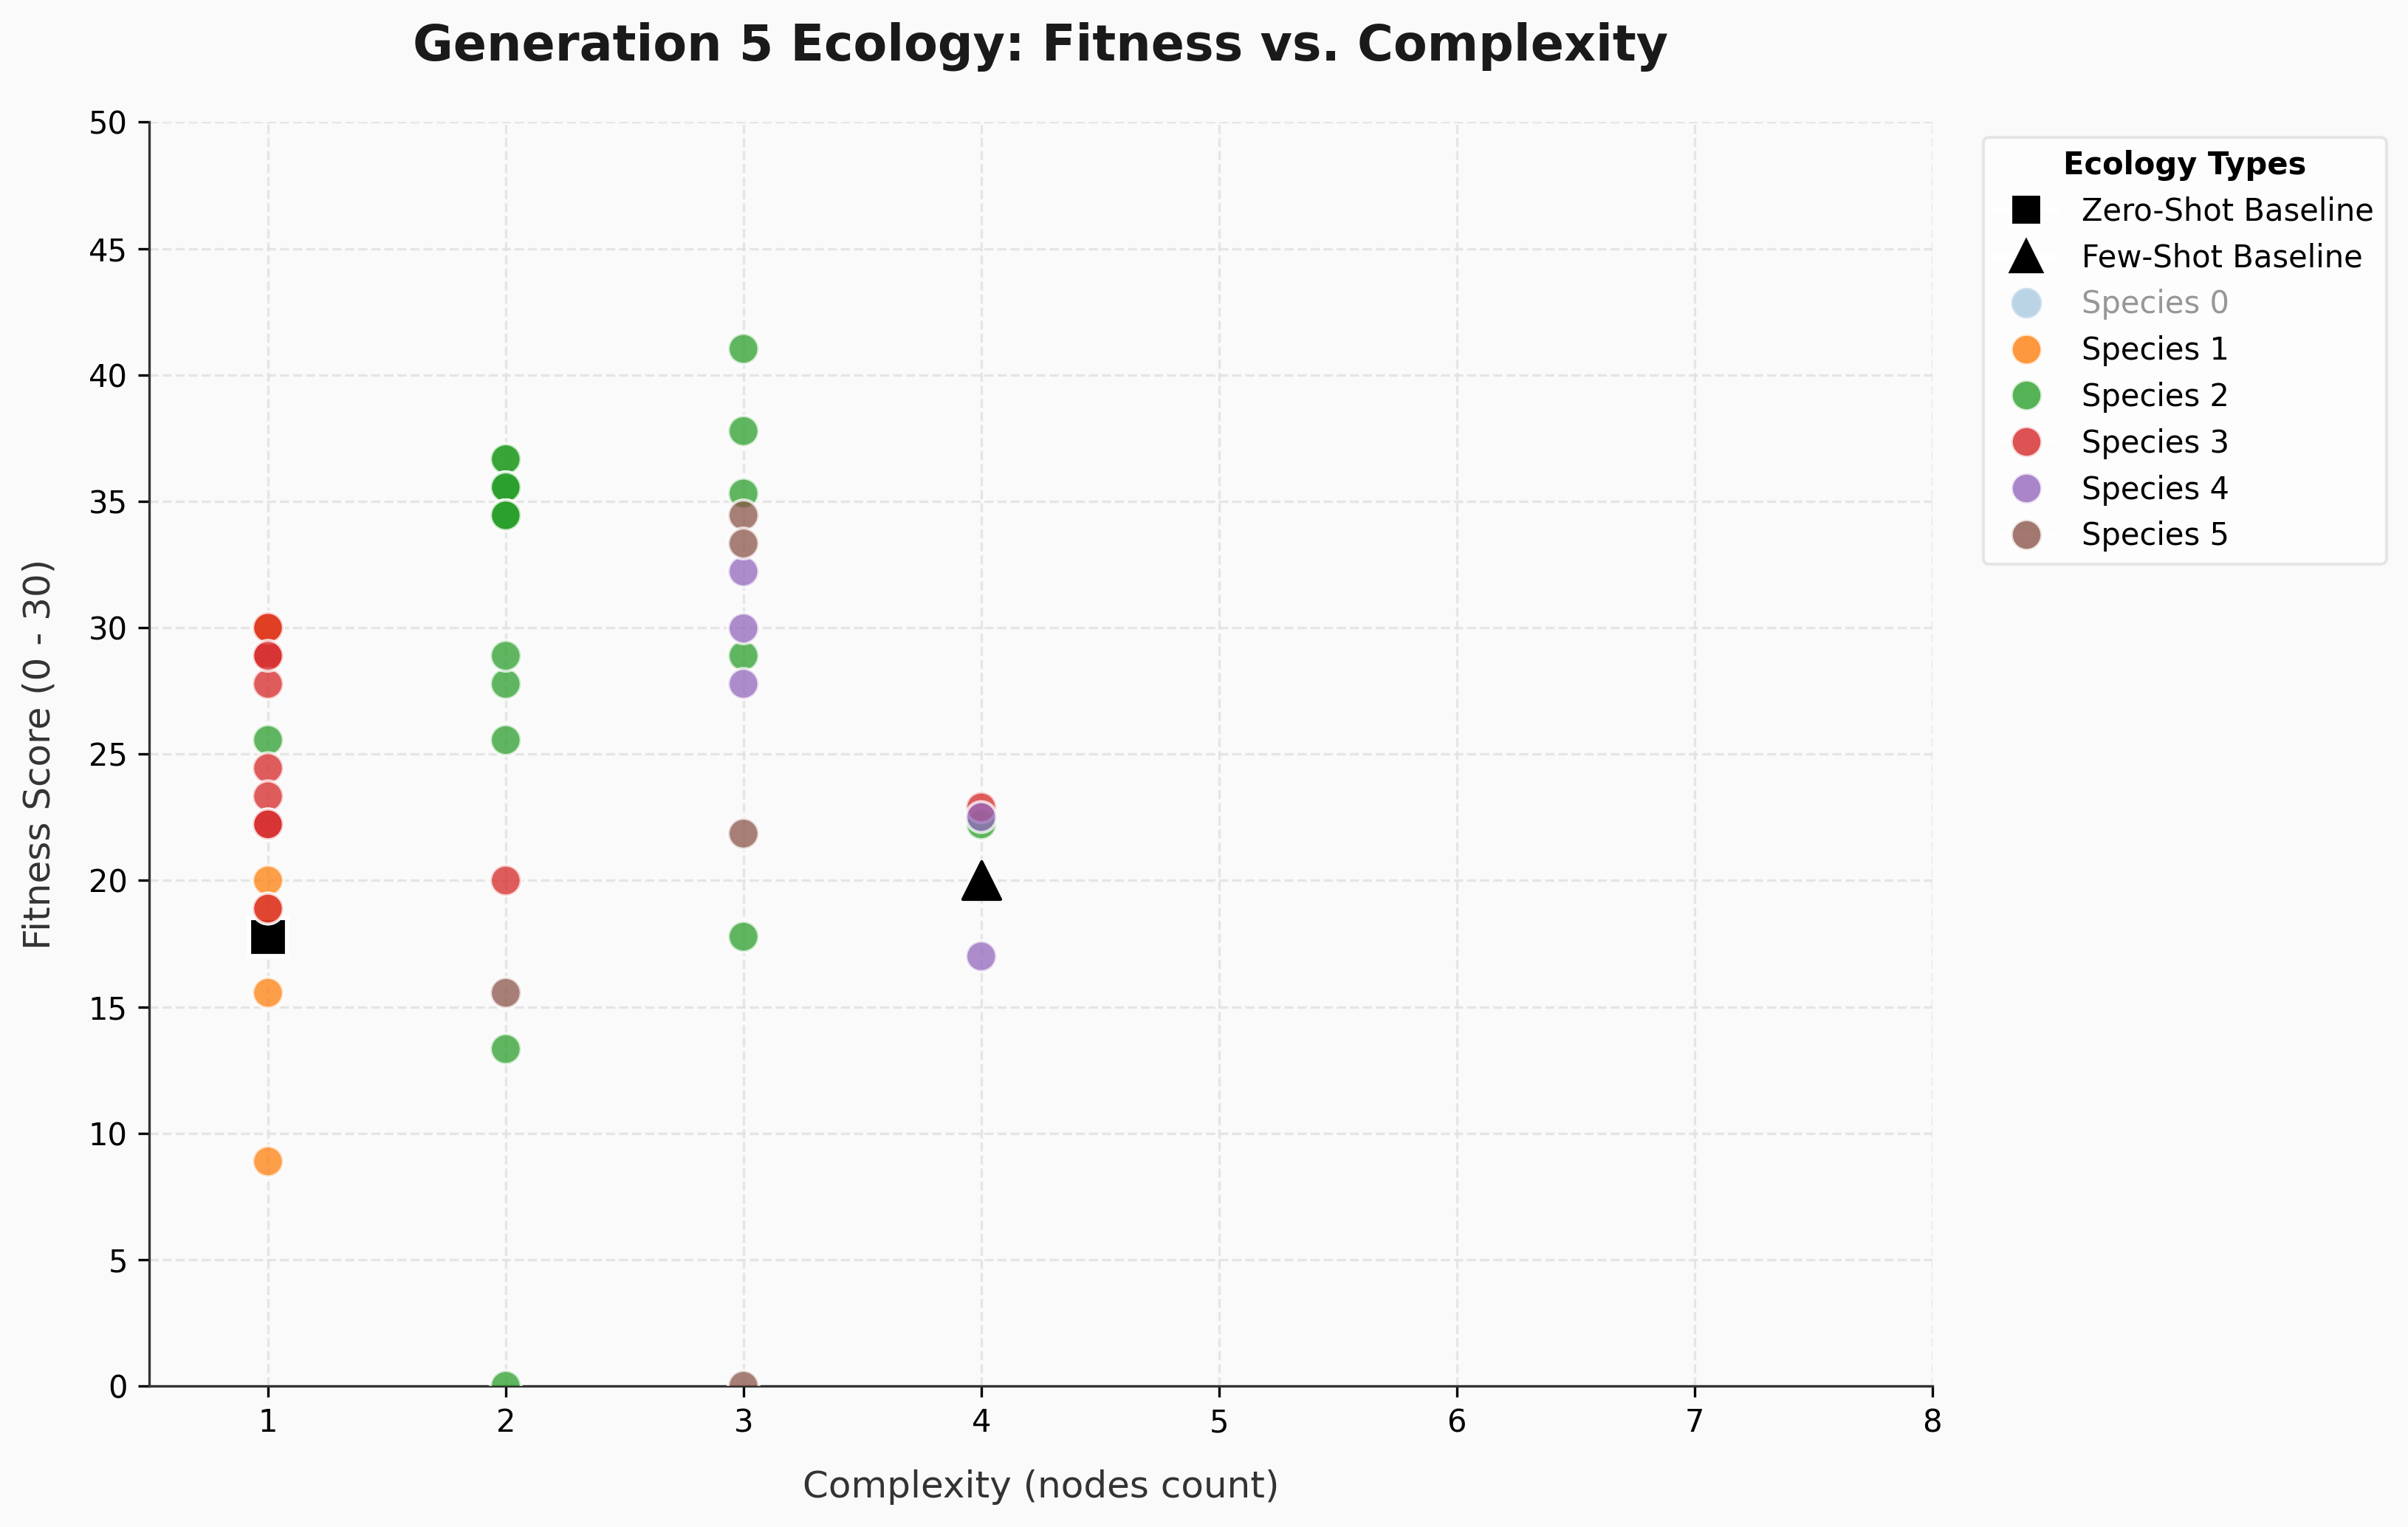 Generation 5 Ecology: Fitness vs. Complexity
Fitness Score (0 - 30)
50
45
40
35
30
25
20
15
10
5
0
1 2 3 4 5 6 7 8
Complexity (nodes count)
Ecology Types
Zero-Shot Baseline
Few-Shot Baseline
Species 0
Species 1
Species 2
Species 3
Species 4
Species 5